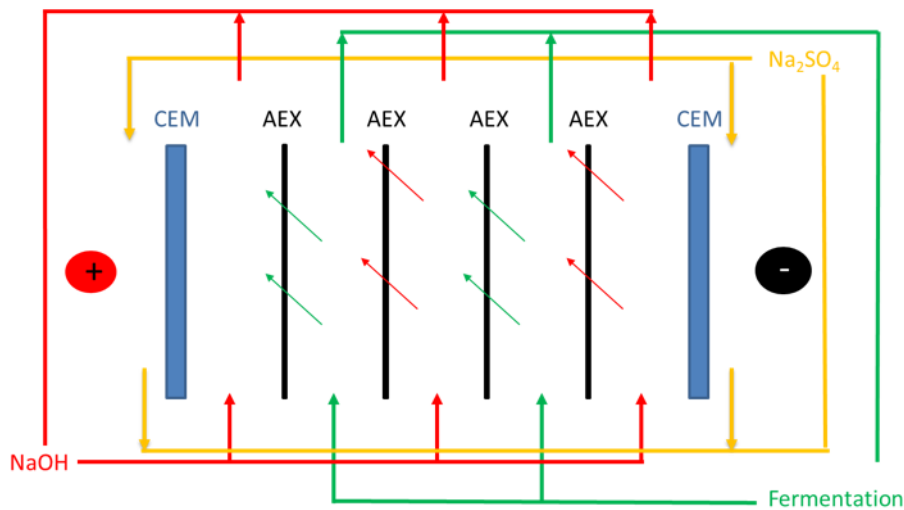 Na₂SO₄
CEM AEX AEX AEX AEX CEM
+ -
NaOH
Fermentation